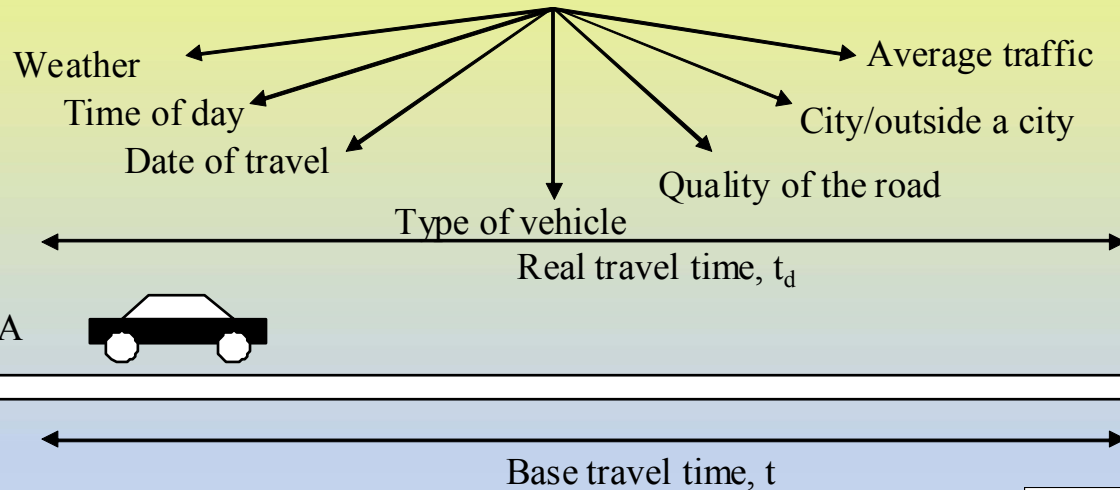 Weather
Average traffic
Time of day
City/outside a city
Date of travel
Quality of the road
Type of vehicle
Real travel time, t_d
A
Base travel time, t